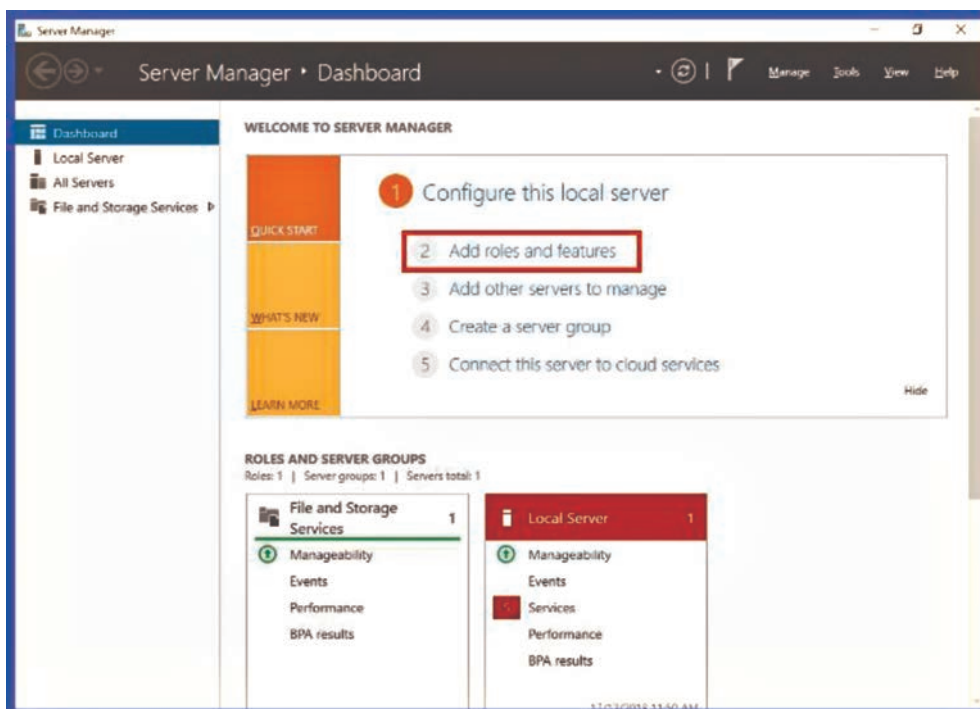 Server Manager
Server Manager • Dashboard
Manage Tools View Help
Dashboard
Local Server
All Servers
File and Storage Services
WELCOME TO SERVER MANAGER
QUICK START
WHAT'S NEW
LEARN MORE
1 Configure this local server
2 Add roles and features
3 Add other servers to manage
4 Create a server group
5 Connect this server to cloud services
Hide
ROLES AND SERVER GROUPS
Roles: 1 | Server groups: 1 | Servers total: 1
File and Storage
Services
1
Manageability
Events
Performance
BPA results
Local Server 1
Manageability
Events
Services
Performance
BPA results